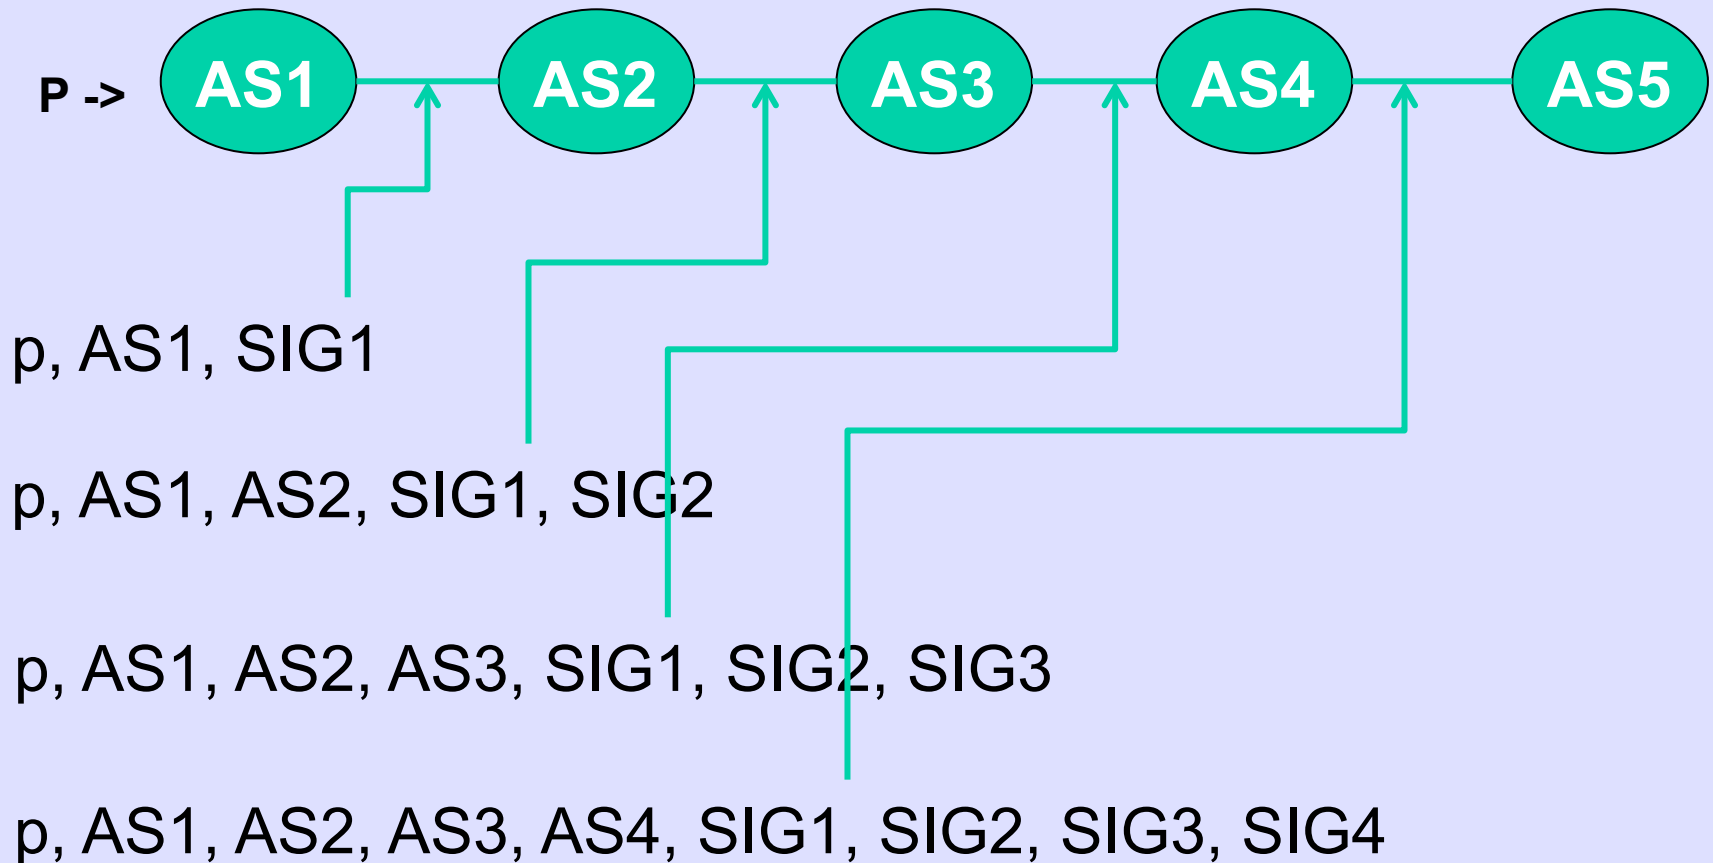 P -> AS1 AS2 AS3 AS4 AS5
p, AS1, SIG1
p, AS1, AS2, SIG1, SIG2
p, AS1, AS2, AS3, SIG1, SIG2, SIG3
p, AS1, AS2, AS3, AS4, SIG1, SIG2, SIG3, SIG4